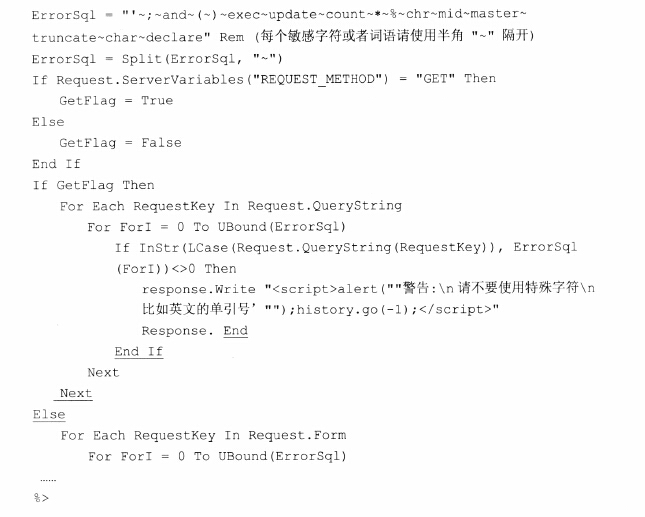 ErrorSql = "'~;~and~(~)~exec~update~count~*~%~chr~mid~master~
truncate~char~declare" Rem (每个敏感字符或者词语请使用半角 "~" 隔开)
ErrorSql = Split(ErrorSql, "~")
If Request.ServerVariables("REQUEST_METHOD") = "GET" Then
GetFlag = True
Else
GetFlag = False
End If
If GetFlag Then
For Each RequestKey In Request.QueryString
For ForI = 0 To UBound(ErrorSql)
If InStr(LCase(Request.QueryString(RequestKey)), ErrorSql
(ForI))<>0 Then
response.Write "<script>alert(""警告:\n 请不要使用特殊字符\n
比如英文的单引号' "");history.go(-1);</script>"
Response. End
End If
Next
Next
Else
For Each RequestKey In Request.Form
For ForI = 0 To UBound(ErrorSql)
……
%>